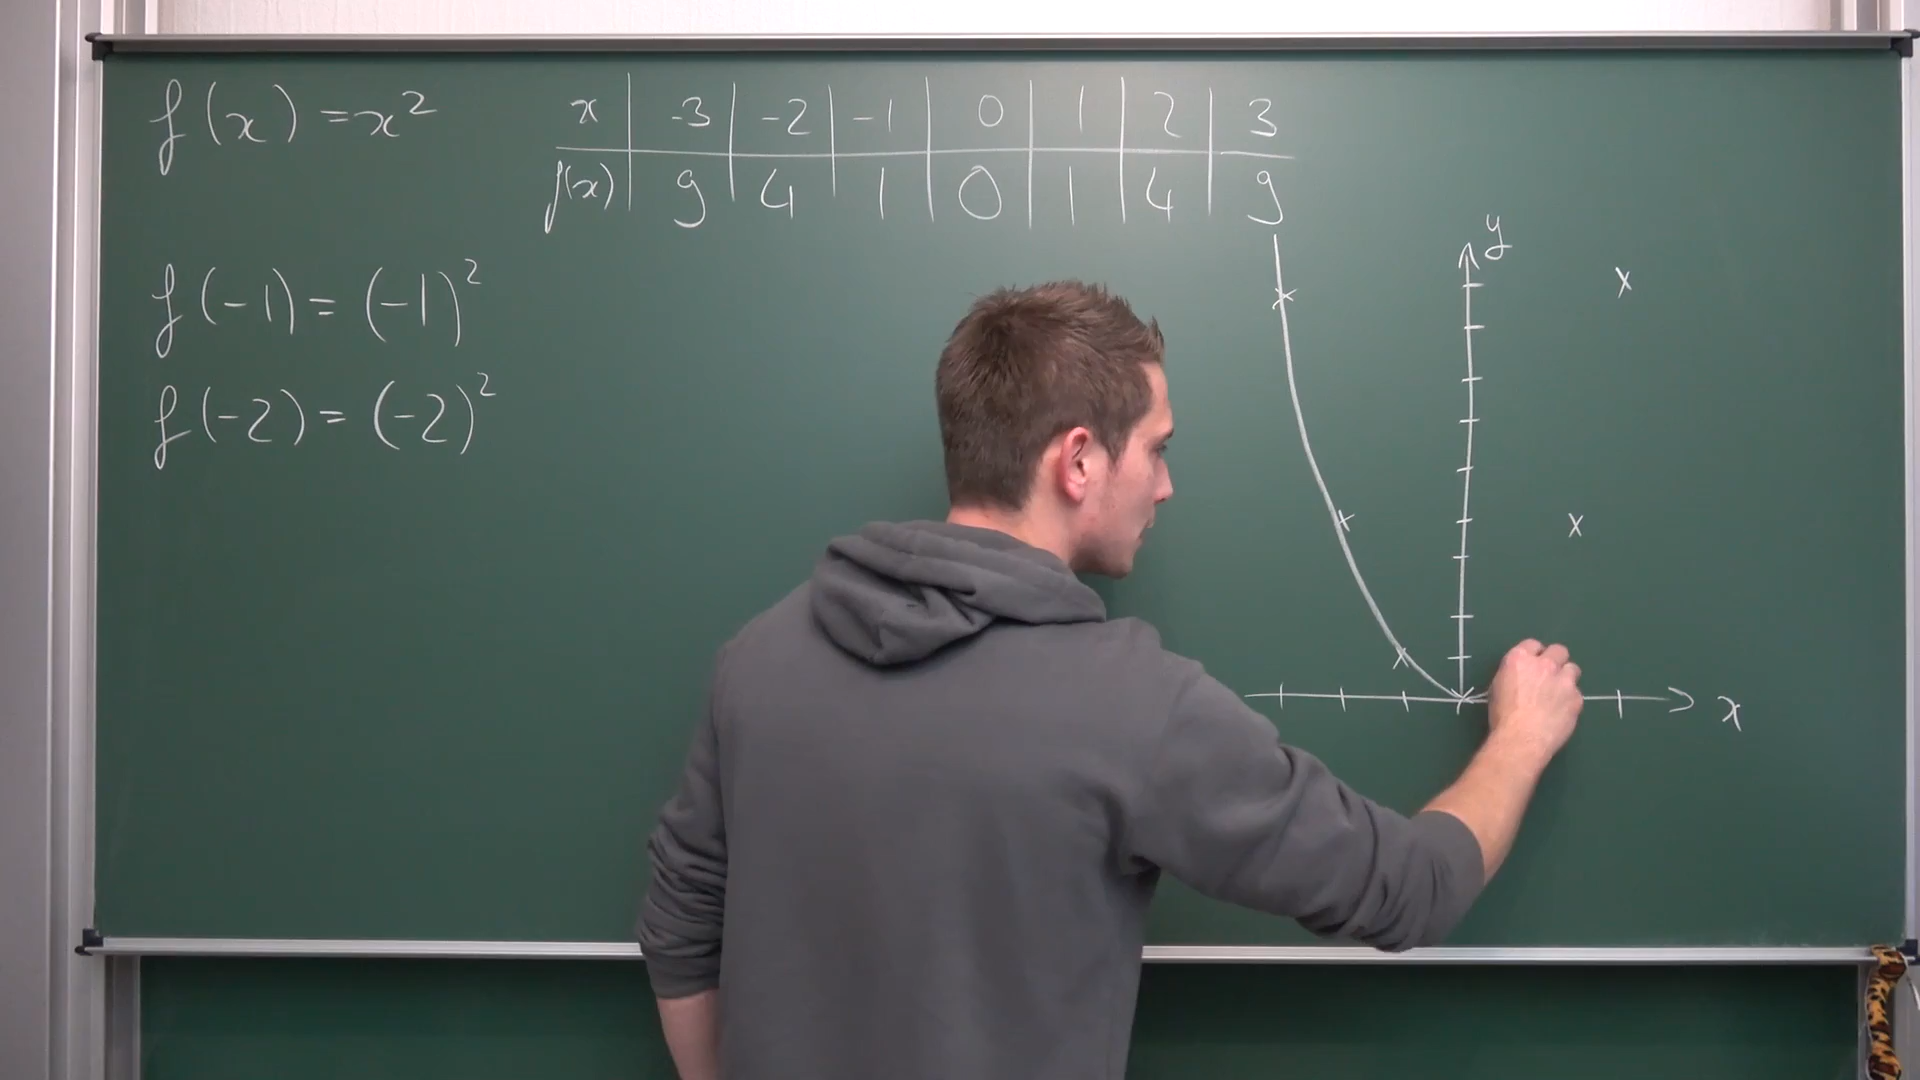 f(x) = x²
x | -3 | -2 | -1 | 0 | 1 | 2 | 3
f(x) | 9 | 4 | 1 | 0 | 1 | 4 | 9
f(-1) = (-1)²
f(-2) = (-2)²
y
x